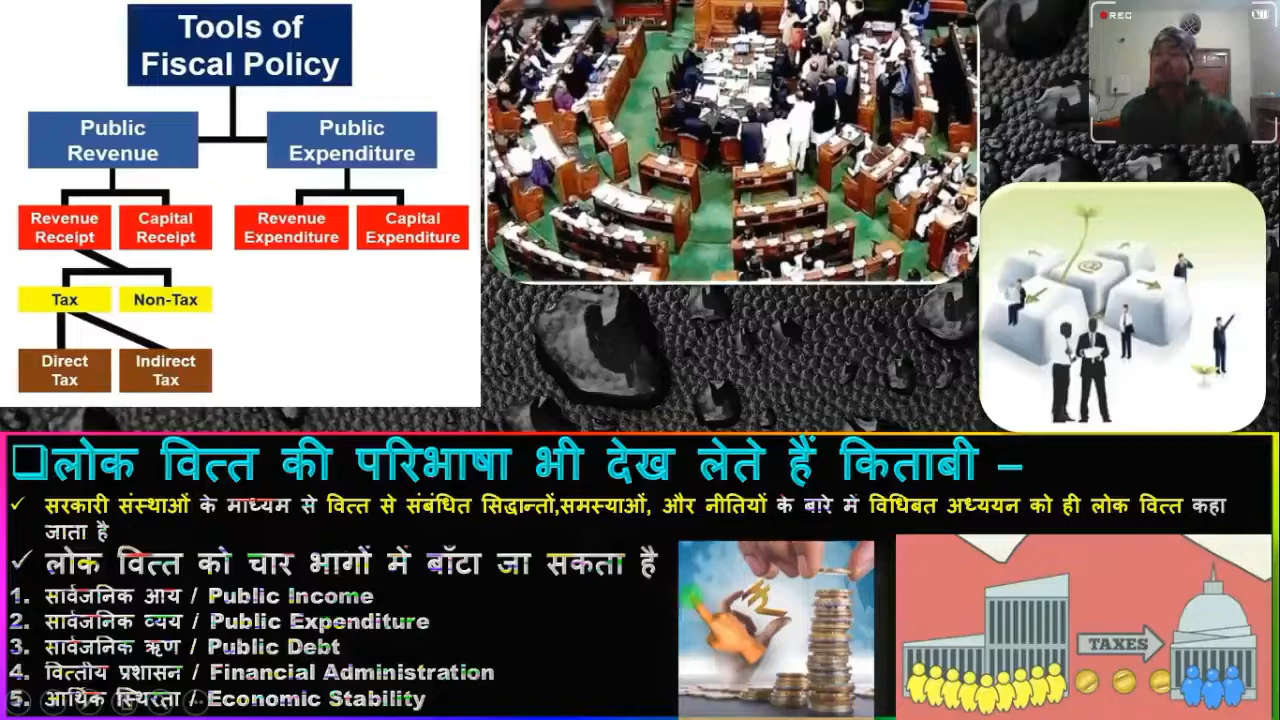 Tools of
Fiscal Policy
Public
Revenue
Public
Expenditure
Revenue
Receipt
Capital
Receipt
Revenue
Expenditure
Capital
Expenditure
Tax
Non-Tax
Direct
Tax
Indirect
Tax
REC
❑लोक वित्त की परिभाषा भी देख लेते हैं किताबी –
✓ सरकारी संस्थाओं के माध्यम से वित्त से संबंधित सिद्धान्तों,समस्याओं, और नीतियों के बारे में विधिबत अध्ययन को ही लोक वित्त कहा
जाता है
✓ लोक वित्त को चार भागों में बाँटा जा सकता है
1. सार्वजनिक आय / Public Income
2. सार्वजनिक व्यय / Public Expenditure
3. सार्वजनिक ऋण / Public Debt
4. वित्तीय प्रशासन / Financial Administration
5. आर्थिक स्थिरता / Economic Stability
TAXES